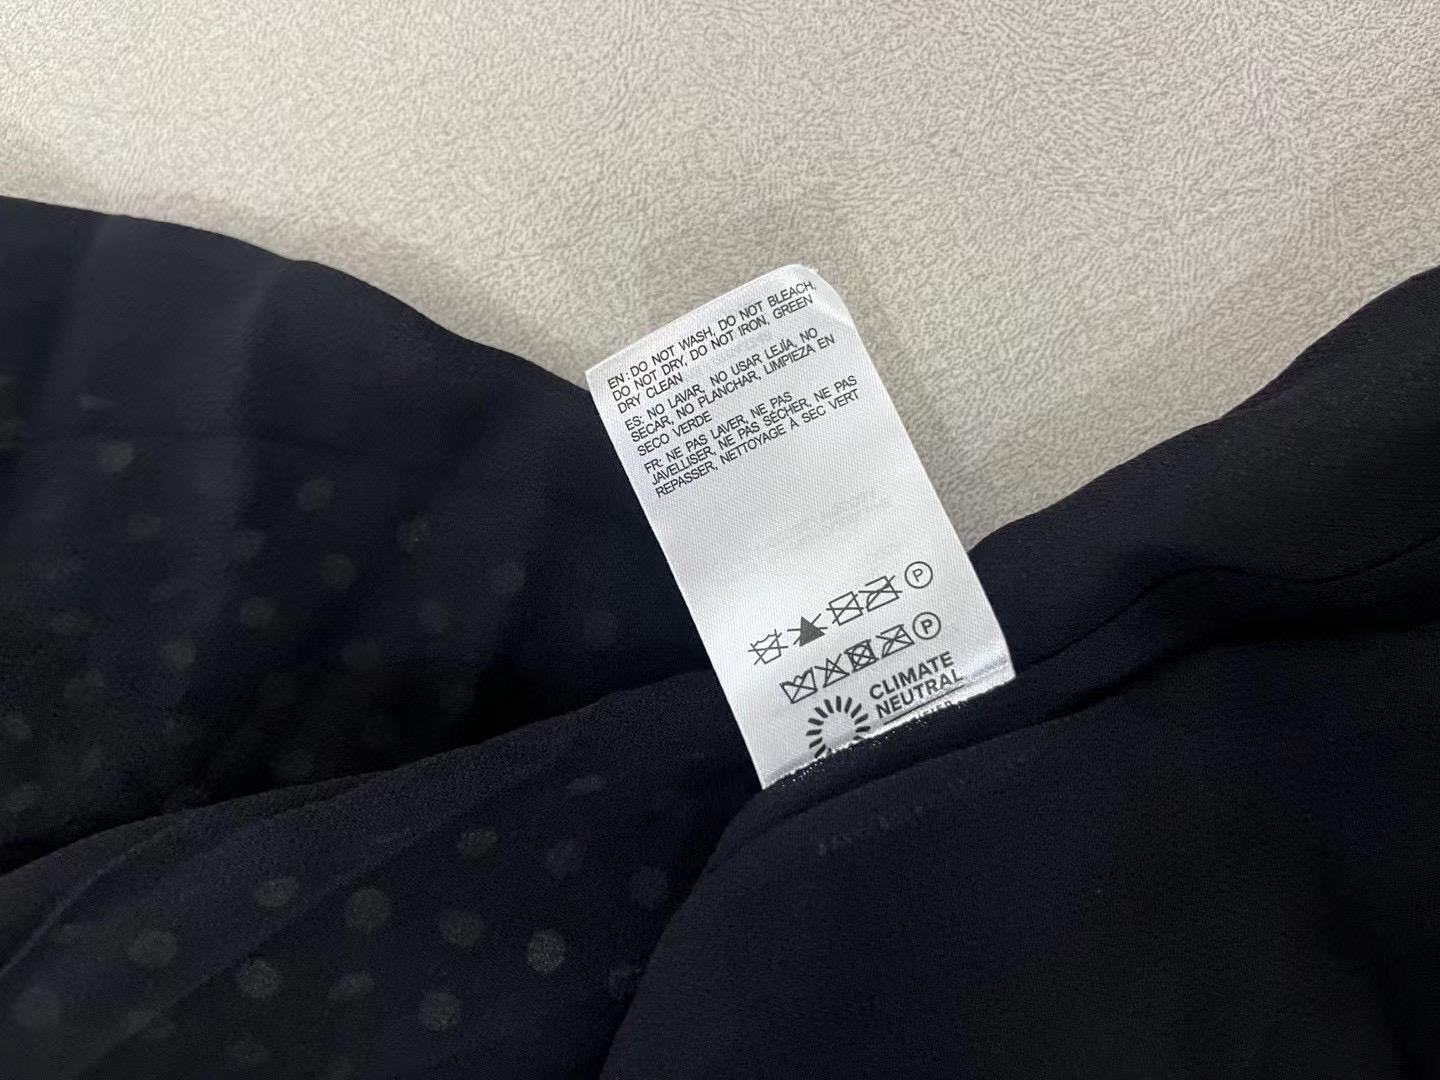 EN: DO NOT WASH, DO NOT BLEACH,
DO NOT DRY, DO NOT IRON, GREEN
DRY CLEAN
ES: NO LAVAR, NO USAR LEJÍA, NO
SECAR, NO PLANCHAR, LIMPIEZA EN
SECO VERDE
FR: NE PAS LAVER, NE PAS
JAVELLISER, NE PAS SÉCHER, NE PAS
REPASSER, NETTOYAGE À SEC VERT
P
P
CLIMATE
NEUTRAL